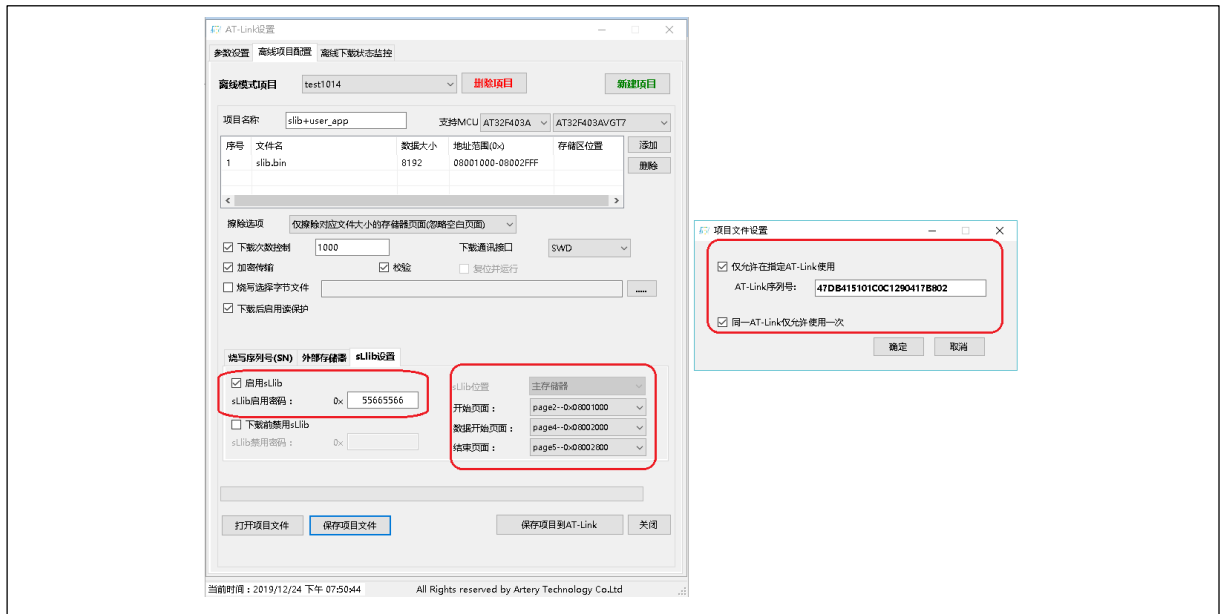 AT-Link设置
参数设置 离线项目配置 离线下载状态监控
离线模式项目 test1014 删除项目 新建项目
项目名称 slib+user_app 支持MCU AT32F403A AT32F403AVGT7
序号 文件名 数据大小 地址范围(0x) 存储区位置 添加
1 slib.bin 8192 08001000-08002FFF 删除
擦除选项 仅擦除对应文件大小的存储器页面(忽略空白页面)
下载次数控制 1000 下载通讯接口 SWD
加密传输 校验 复位并运行
烧写选择字节文件 .....
下载后启用读保护
烧写序列号(SN) 外部存储器 sLlib设置
启用sLlib
sLlib启用密码： 0x 55665566
下载前禁用sLlib
sLlib禁用密码： 0x
sLlib位置 主存储器
开始页面： page2--0x08001000
数据开始页面： page4--0x08002000
结束页面： page5--0x08002800
打开项目文件 保存项目文件 保存项目到AT-Link 关闭
当前时间：2019/12/24 下午 07:50:44 All Rights reserved by Artery Technology Co.Ltd
项目文件设置
仅允许在指定AT-Link使用
AT-Link序列号: 47DB415101C0C1290417B802
同一AT-Link仅允许使用一次
确定 取消